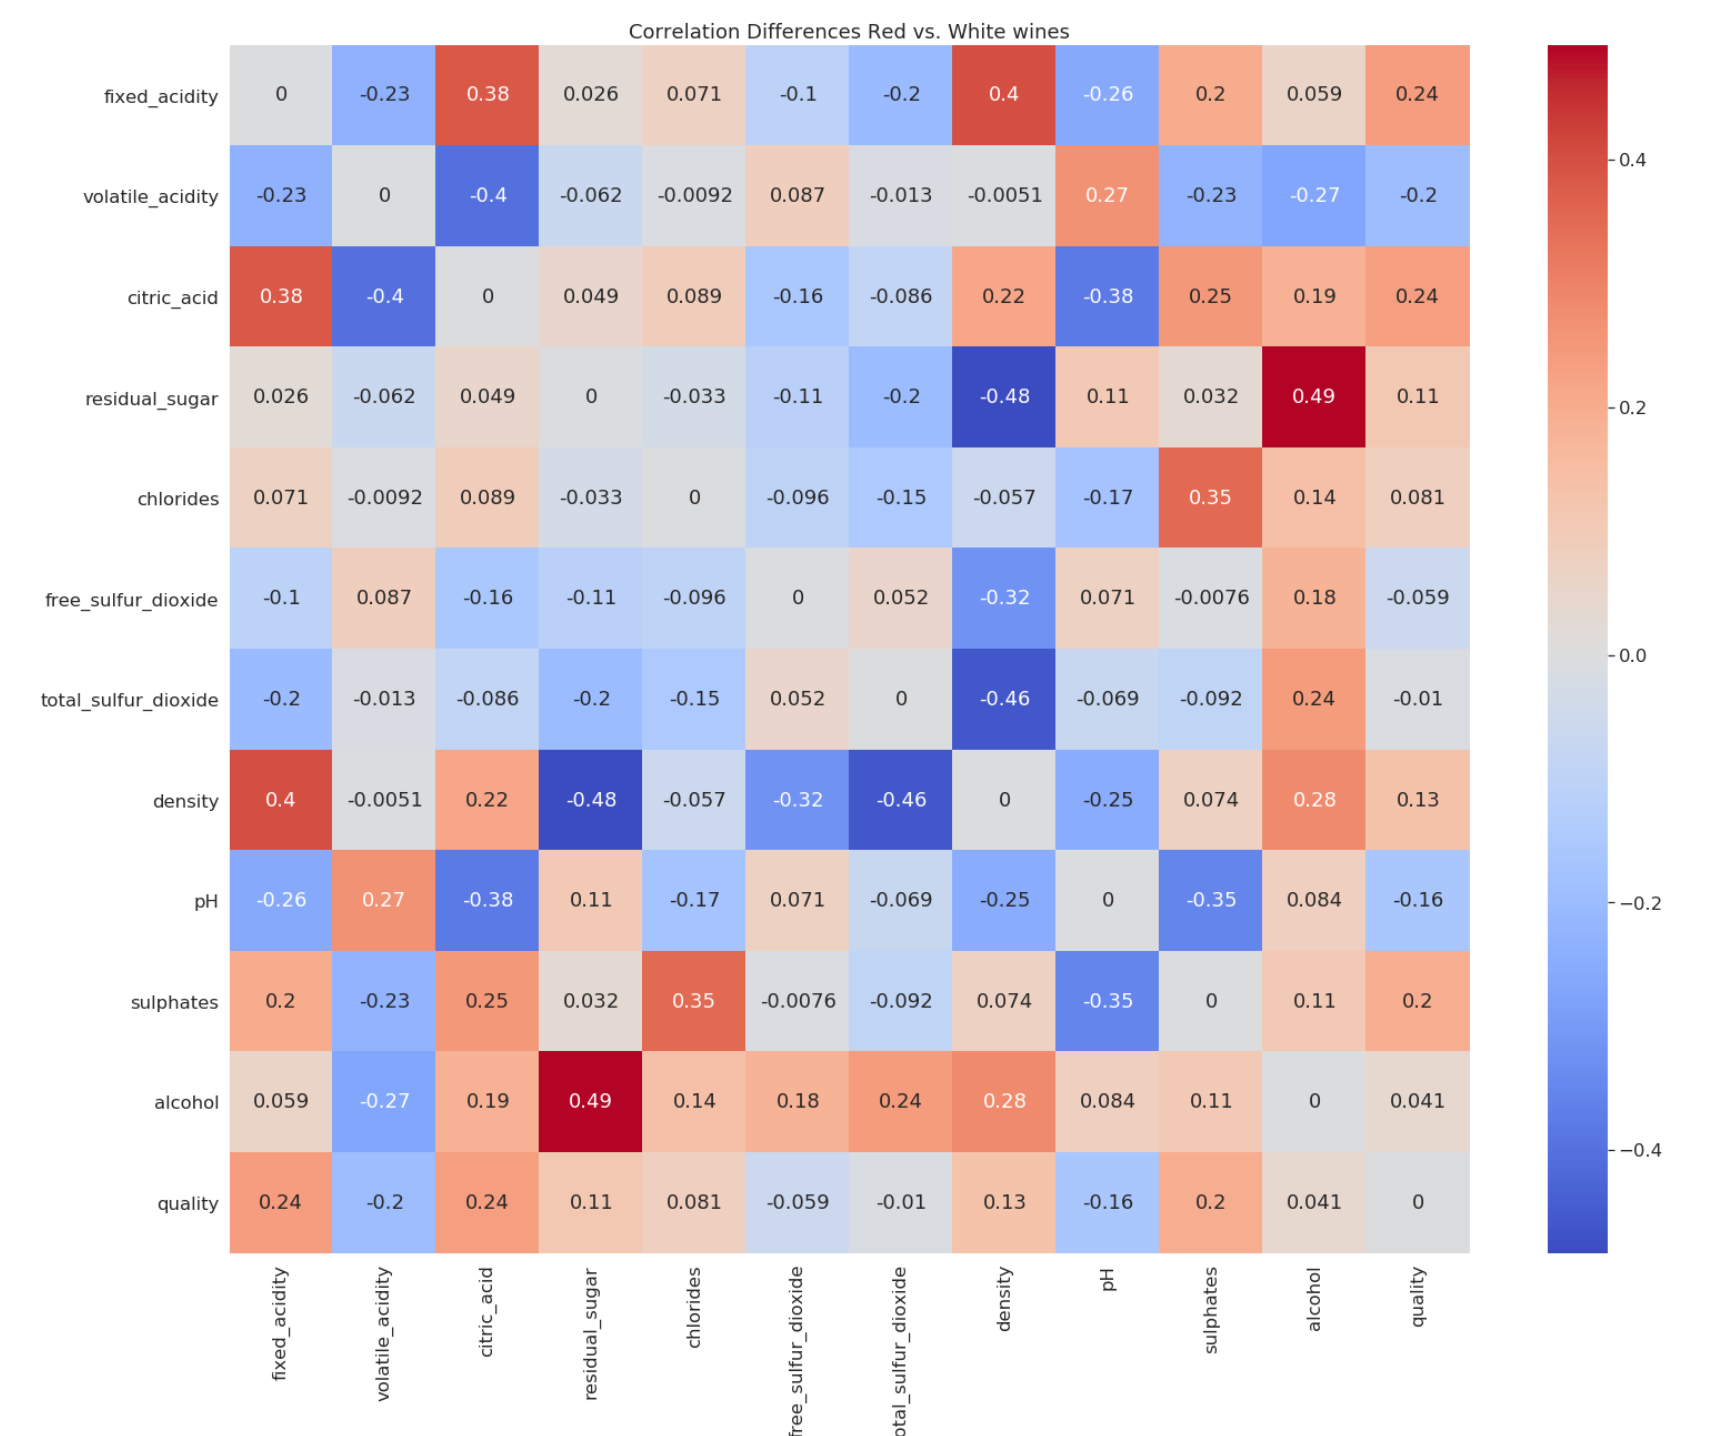 Correlation Differences Red vs. White wines
fixed_acidity 0 -0.23 0.38 0.026 0.071 -0.1 -0.2 0.4 -0.26 0.2 0.059 0.24
volatile_acidity -0.23 0 -0.4 -0.062 -0.0092 0.087 -0.013 -0.0051 0.27 -0.23 -0.27 -0.2
citric_acid 0.38 -0.4 0 0.049 0.089 -0.16 -0.086 0.22 -0.38 0.25 0.19 0.24
residual_sugar 0.026 -0.062 0.049 0 -0.033 -0.11 -0.2 -0.48 0.11 0.032 0.49 0.11
chlorides 0.071 -0.0092 0.089 -0.033 0 -0.096 -0.15 -0.057 -0.17 0.35 0.14 0.081
free_sulfur_dioxide -0.1 0.087 -0.16 -0.11 -0.096 0 0.052 -0.32 0.071 -0.0076 0.18 -0.059
total_sulfur_dioxide -0.2 -0.013 -0.086 -0.2 -0.15 0.052 0 -0.46 -0.069 -0.092 0.24 -0.01
density 0.4 -0.0051 0.22 -0.48 -0.057 -0.32 -0.46 0 -0.25 0.074 0.28 0.13
pH -0.26 0.27 -0.38 0.11 -0.17 0.071 -0.069 -0.25 0 -0.35 0.084 -0.16
sulphates 0.2 -0.23 0.25 0.032 0.35 -0.0076 -0.092 0.074 -0.35 0 0.11 0.2
alcohol 0.059 -0.27 0.19 0.49 0.14 0.18 0.24 0.28 0.084 0.11 0 0.041
quality 0.24 -0.2 0.24 0.11 0.081 -0.059 -0.01 0.13 -0.16 0.2 0.041 0
fixed_acidity
volatile_acidity
citric_acid
residual_sugar
chlorides
free_sulfur_dioxide
otal_sulfur_dioxide
density
pH
sulphates
alcohol
quality
0.4
0.2
0.0
−0.2
−0.4